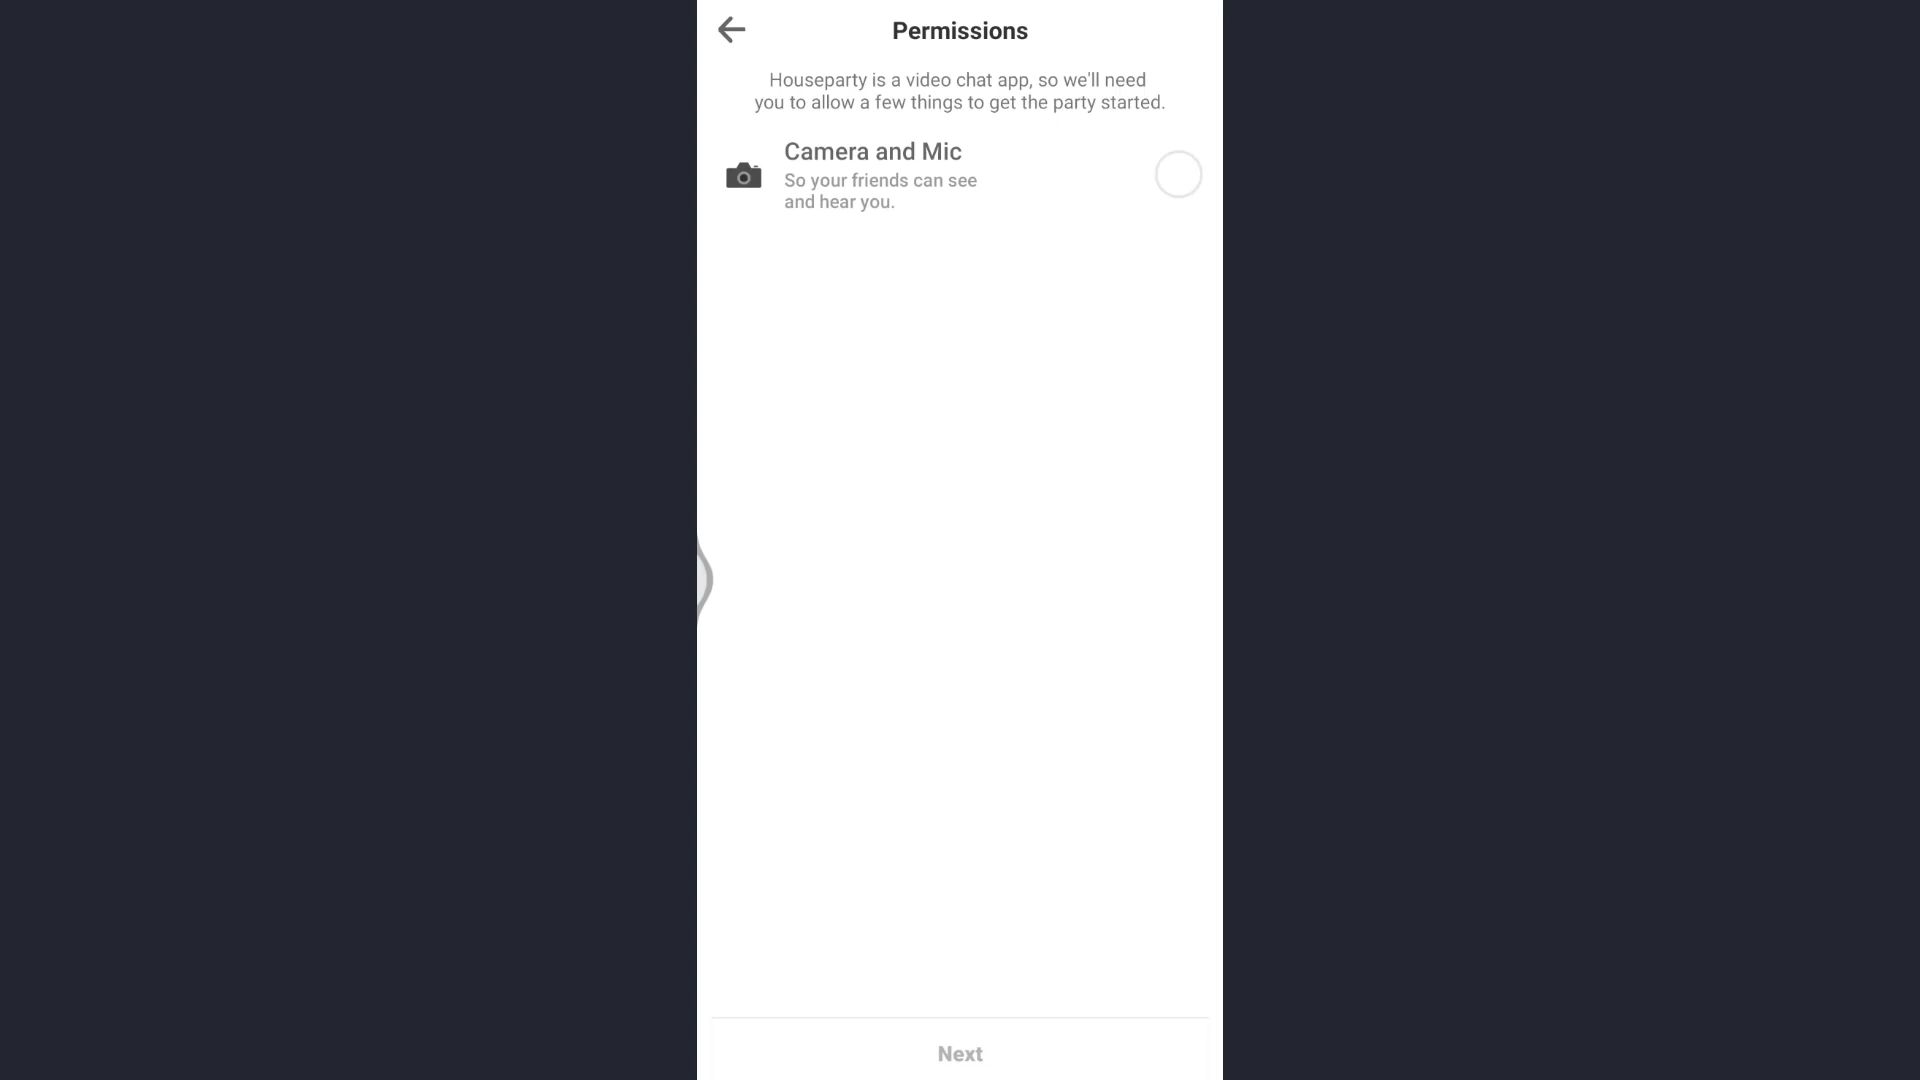 Permissions
Houseparty is a video chat app, so we'll need
you to allow a few things to get the party started.
Camera and Mic
So your friends can see
and hear you.
Next